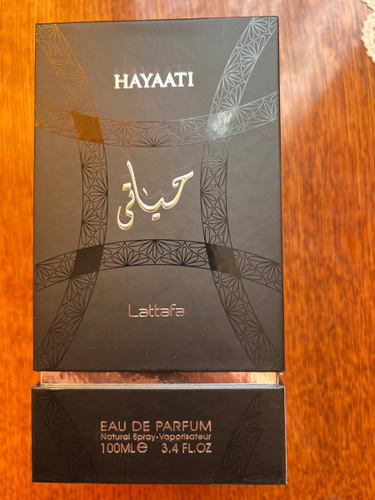 HAYAATI
حياتي
Lattafa
EAU DE PARFUM
Natural Spray-Vaporisateur
100ML℮ 3.4 FL.OZ